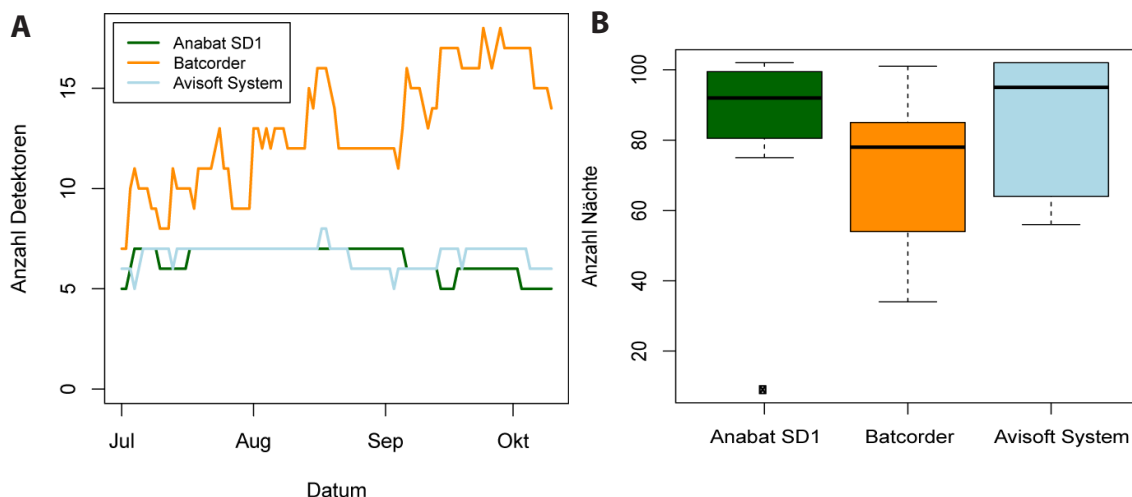 A
Anabat SD1
Batcorder
Avisoft System
Anzahl Detektoren
15
10
5
0
Jul
Aug
Sep
Okt
Datum
B
Anzahl Nächte
100
80
60
40
20
Anabat SD1
Batcorder
Avisoft System